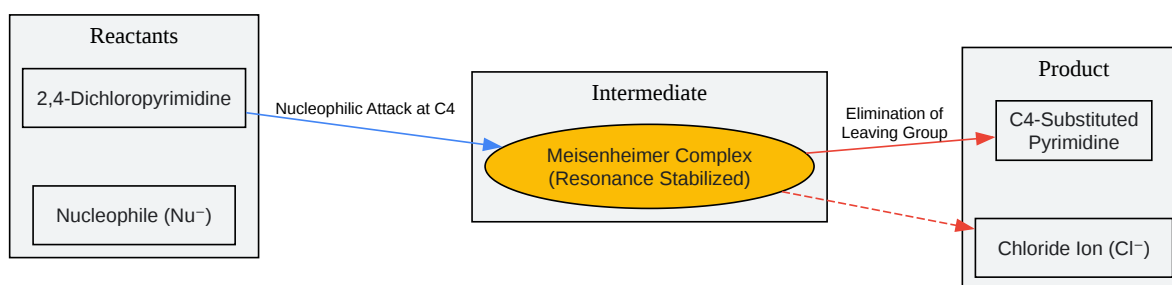 Reactants
2,4-Dichloropyrimidine
Nucleophile (Nu⁻)
Nucleophilic Attack at C4
Intermediate
Meisenheimer Complex
(Resonance Stabilized)
Elimination of
Leaving Group
Product
C4-Substituted
Pyrimidine
Chloride Ion (Cl⁻)